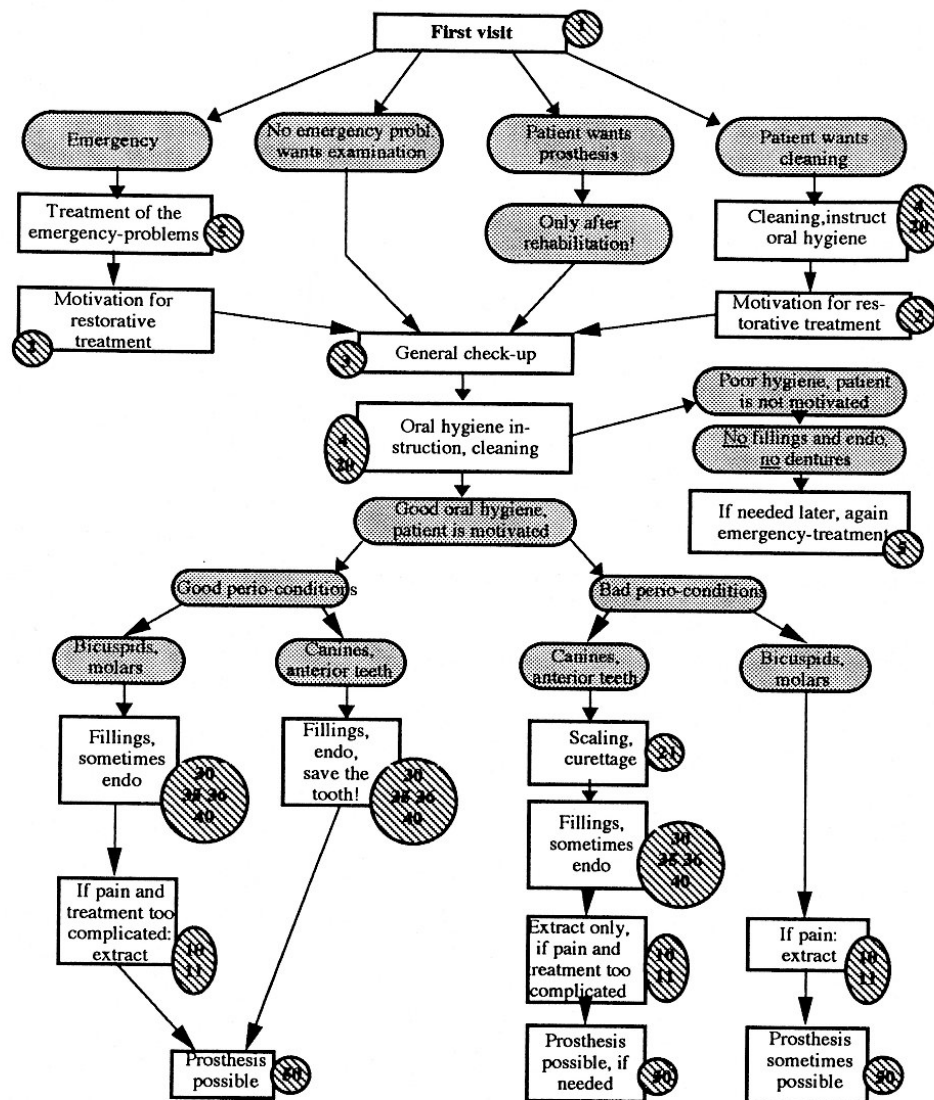 First visit
1
Emergency
No emergency probl.
wants examination
Patient wants
prosthesis
Patient wants
cleaning
Treatment of the
emergency-problems
5
Only after
rehabilitation!
Cleaning,instruct
oral hygiene
4
20
Motivation for
restorative
treatment
Motivation for res-
torative treatment
2
General check-up
3
Poor hygiene, patient
is not motivated
Oral hygiene in-
struction, cleaning
4
20
No fillings and endo,
no dentures
Good oral hygiene,
patient is motivated
If needed later, again
emergency-treatment
5
Good perio-conditions
Bad perio-conditions
Bicuspids,
molars
Canines,
anterior teeth
Canines,
anterior teeth
Bicuspids,
molars
Fillings,
sometimes
endo
30
35 36
40
Fillings,
endo,
save the
tooth!
30
35 36
40
Scaling,
curettage
21
Fillings,
sometimes
endo
30
35 36
40
If pain and
treatment too
complicated:
extract
10
11
Extract only,
if pain and
treatment too
complicated
10
11
If pain:
extract
10
11
Prosthesis
possible
Prosthesis
possible, if
needed
Prosthesis
sometimes
possible